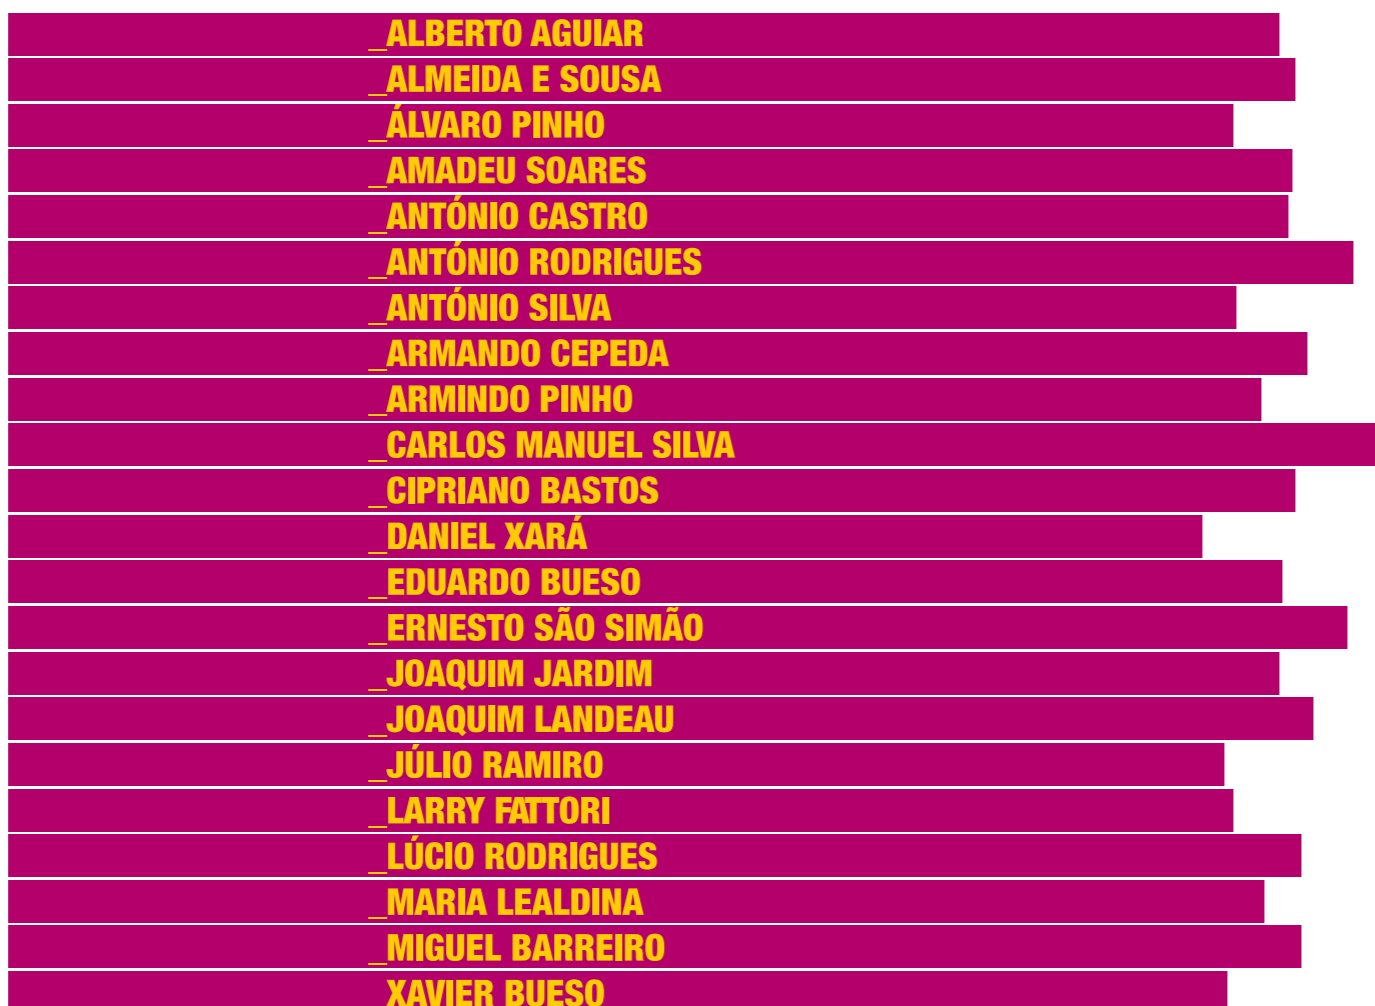 _ALBERTO AGUIAR
_ALMEIDA E SOUSA
_ÁLVARO PINHO
_AMADEU SOARES
_ANTÓNIO CASTRO
_ANTÓNIO RODRIGUES
_ANTÓNIO SILVA
_ARMANDO CEPEDA
_ARMINDO PINHO
_CARLOS MANUEL SILVA
_CIPRIANO BASTOS
_DANIEL XARÁ
_EDUARDO BUESO
_ERNESTO SÃO SIMÃO
_JOAQUIM JARDIM
_JOAQUIM LANDEAU
_JÚLIO RAMIRO
_LARRY FATTORI
_LÚCIO RODRIGUES
_MARIA LEALDINA
_MIGUEL BARREIRO
XAVIER BUESO